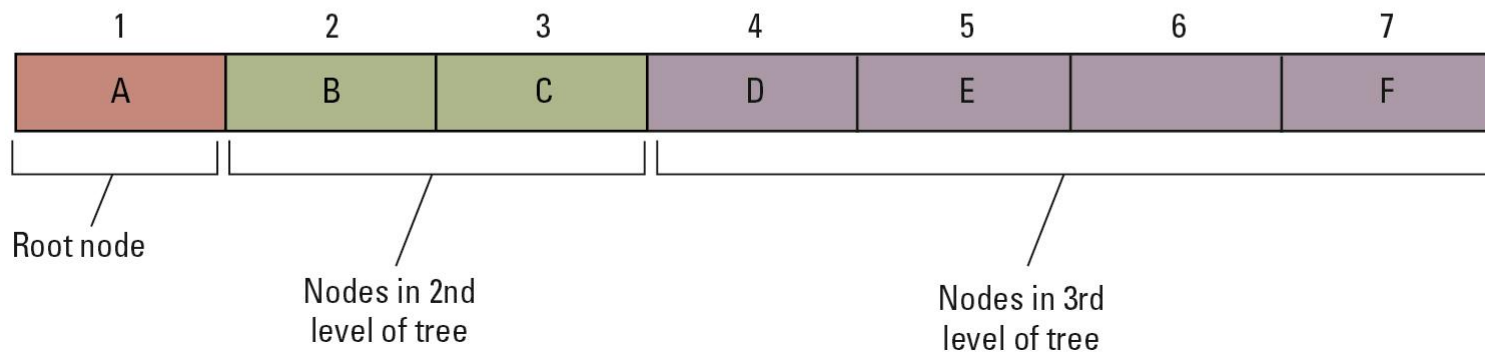 1 2 3 4 5 6 7
A B C D E F
Root node
Nodes in 2nd
level of tree
Nodes in 3rd
level of tree